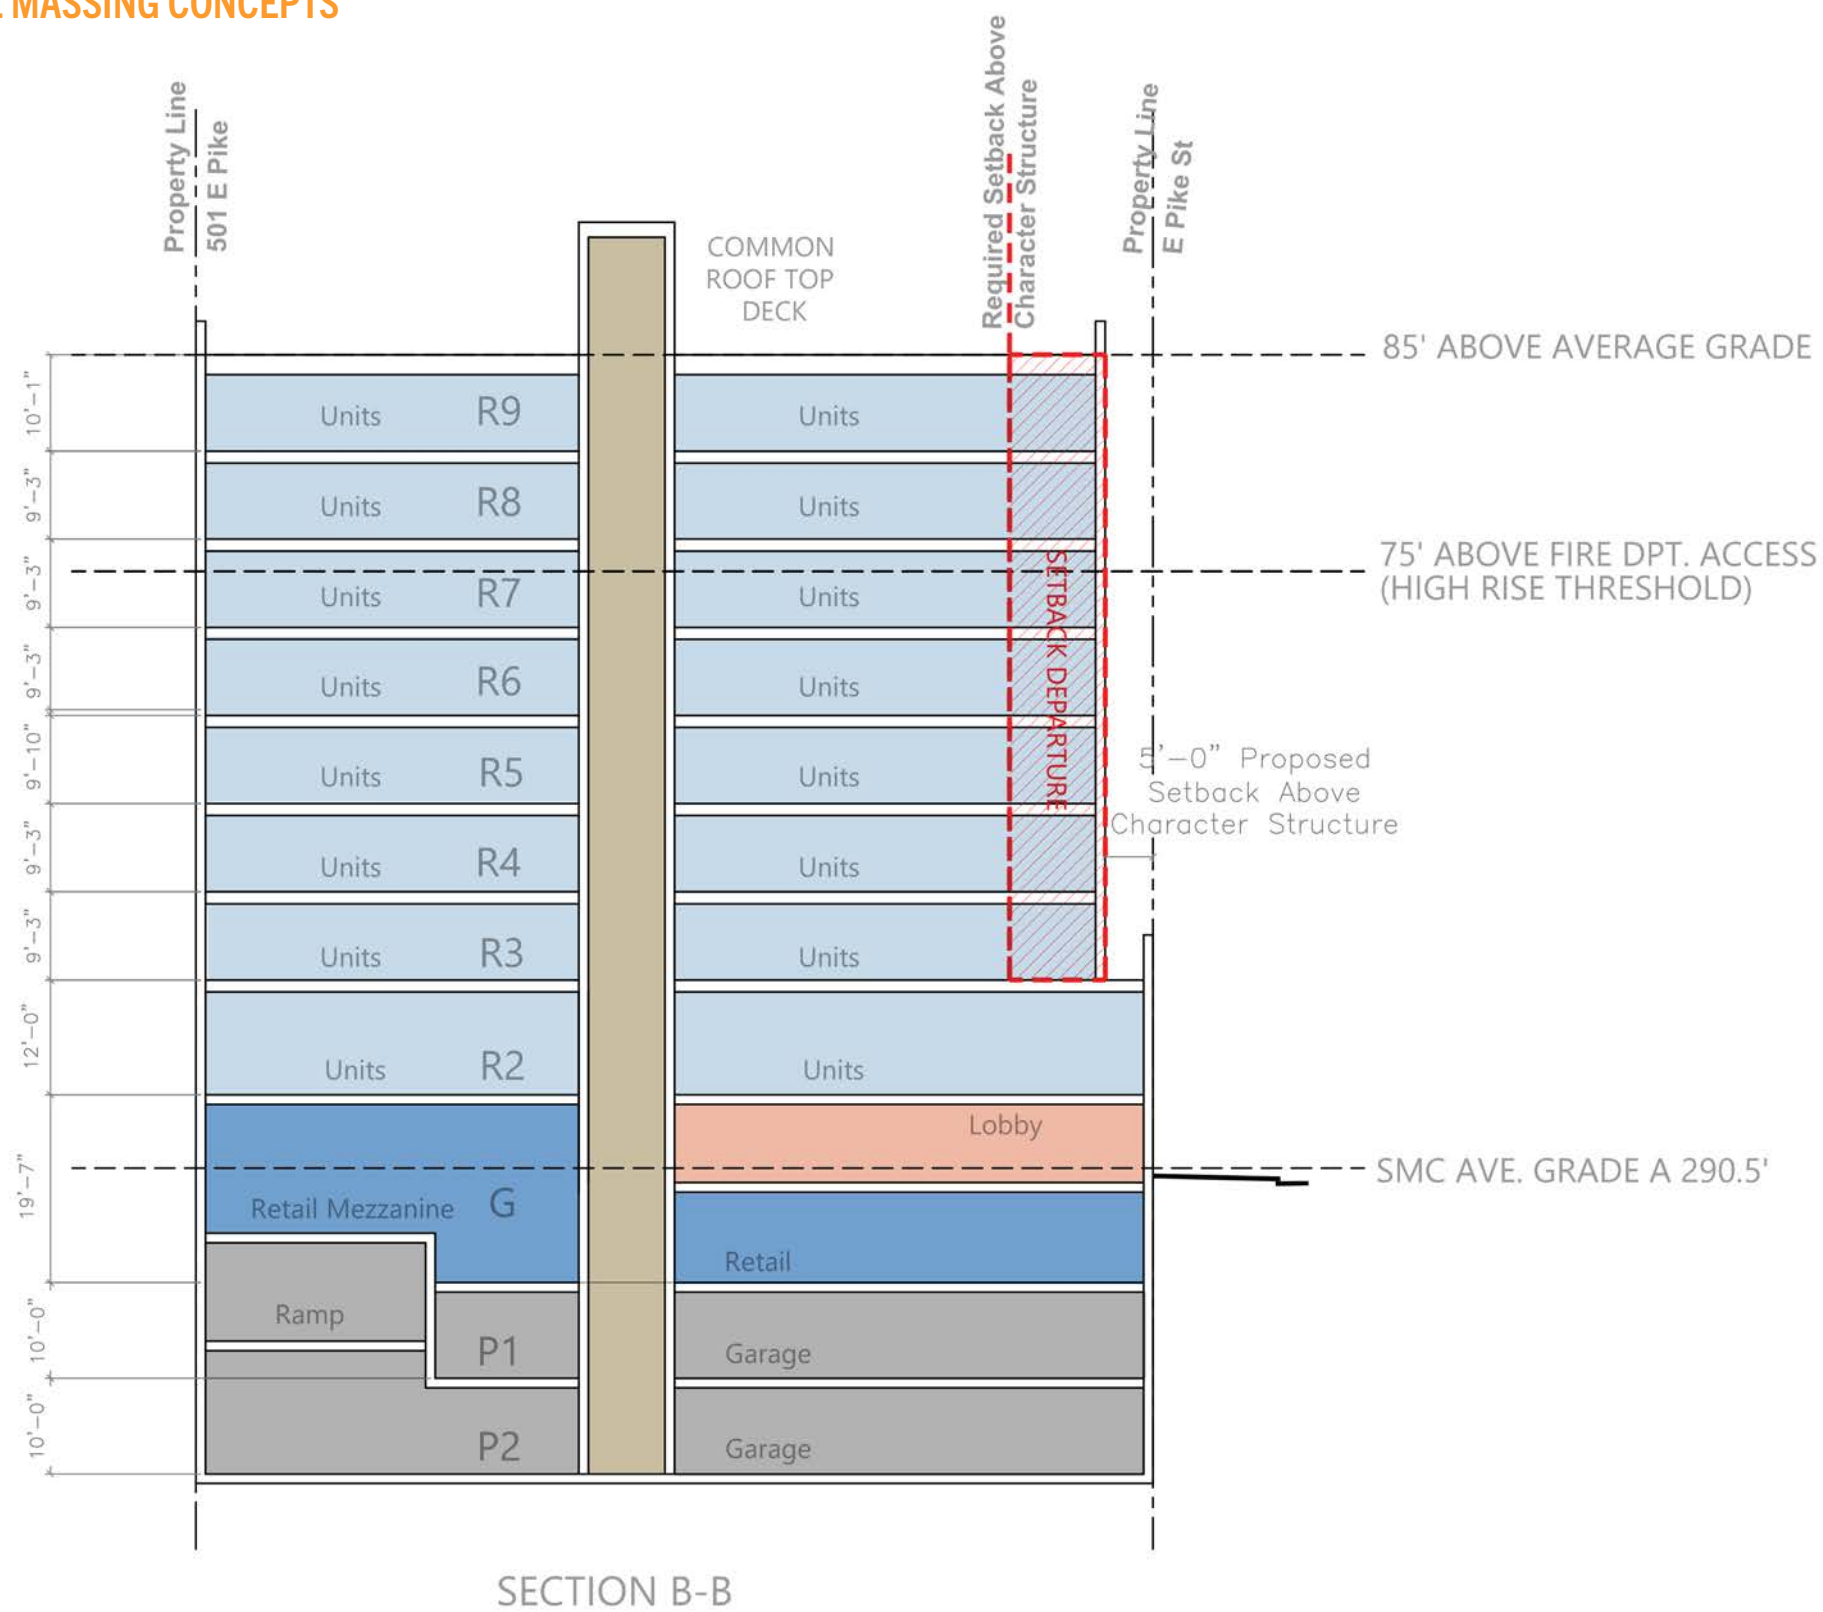 MASSING CONCEPTS
Property Line
501 E Pike
Required Setback Above
Character Structure
Property Line
E Pike St
COMMON
ROOF TOP
DECK
85' ABOVE AVERAGE GRADE
10'-1"
Units R9 Units
9'-3"
Units R8 Units
75' ABOVE FIRE DPT. ACCESS
(HIGH RISE THRESHOLD)
9'-3"
Units R7 Units
SETBACK DEPARTURE
9'-3"
Units R6 Units
9'-10"
Units R5 Units
5'-0" Proposed
Setback Above
Character Structure
9'-3"
Units R4 Units
9'-3"
Units R3 Units
12'-0"
Units R2 Units
Lobby
19'-7"
SMC AVE. GRADE A 290.5'
Retail Mezzanine G
Retail
10'-0"
Ramp
P1 Garage
10'-0"
P2 Garage
SECTION B-B